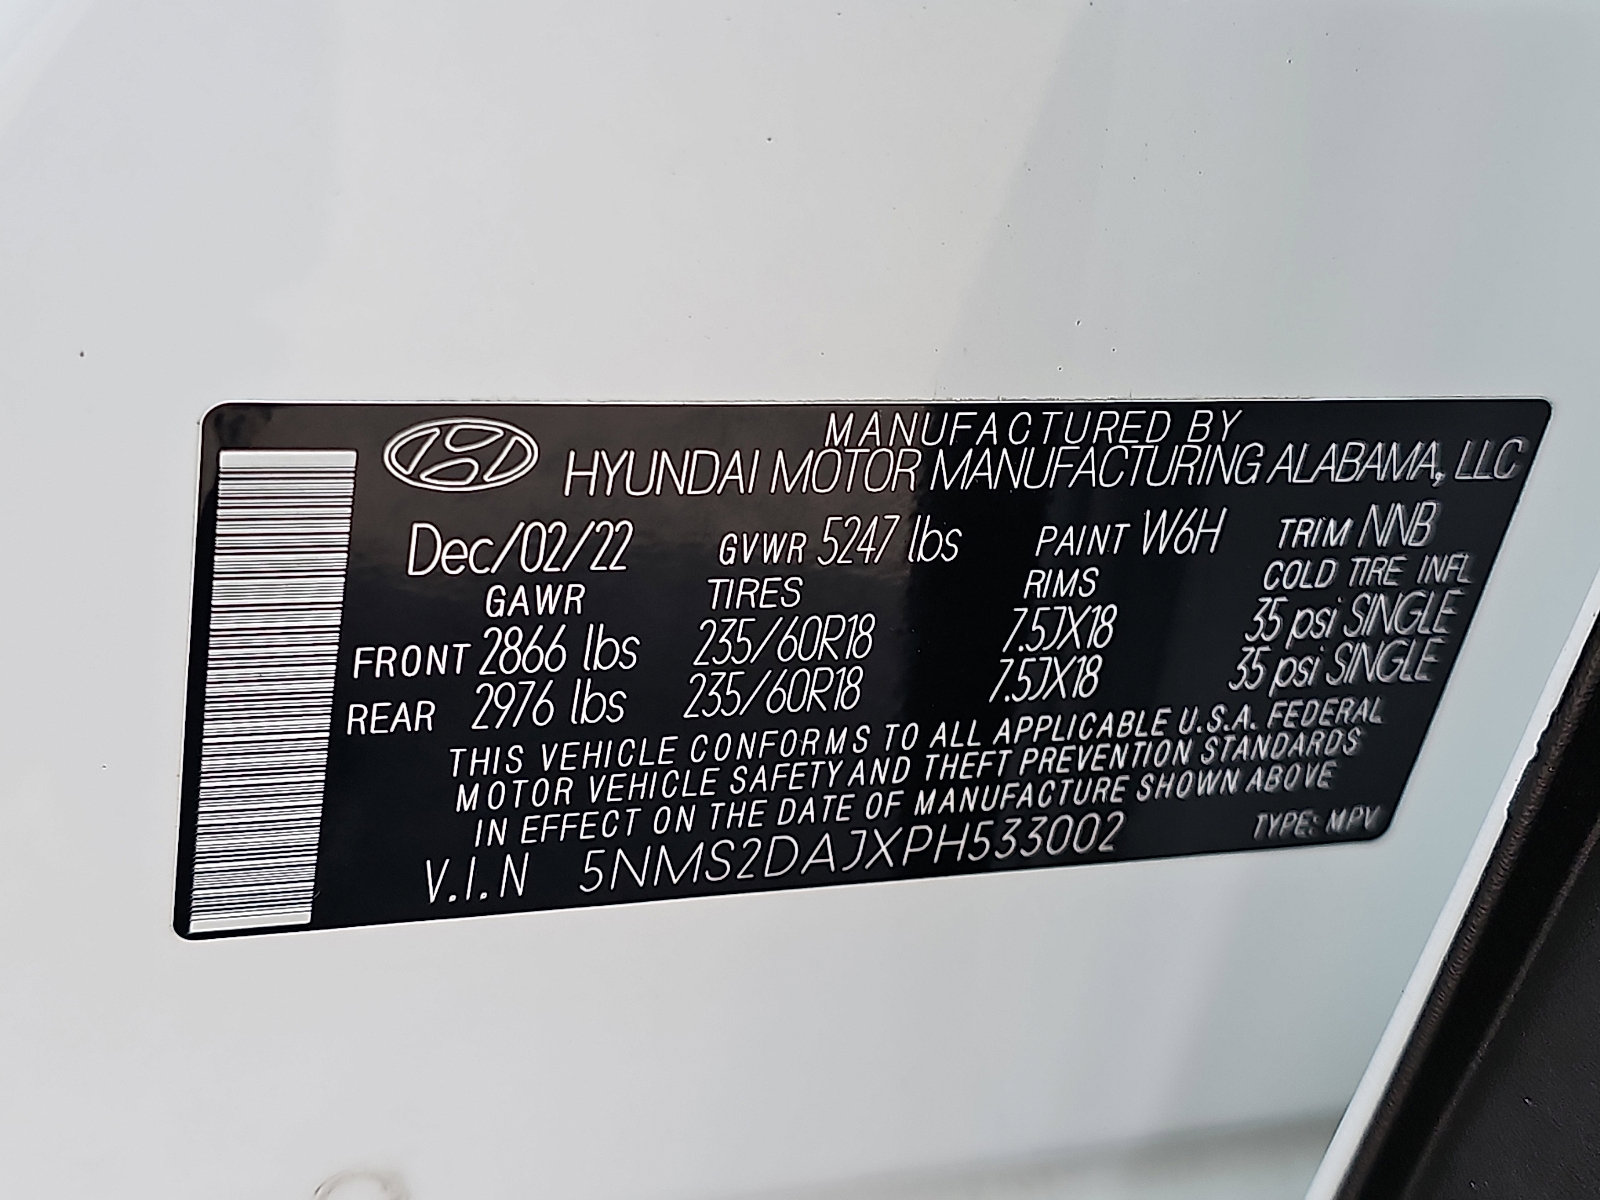 MANUFACTURED BY
HYUNDAI MOTOR MANUFACTURING ALABAMA, LLC
Dec/02/22 GVWR 5247 lbs PAINT W6H TRIM NNB
GAWR TIRES RIMS COLD TIRE INFL
FRONT 2866 lbs 235/60R18 7.5JX18 35 psi SINGLE
REAR 2976 lbs 235/60R18 7.5JX18 35 psi SINGLE
THIS VEHICLE CONFORMS TO ALL APPLICABLE U.S.A. FEDERAL
MOTOR VEHICLE SAFETY AND THEFT PREVENTION STANDARDS
IN EFFECT ON THE DATE OF MANUFACTURE SHOWN ABOVE
V.I.N 5NMS2DAJXPH533002 TYPE: MPV